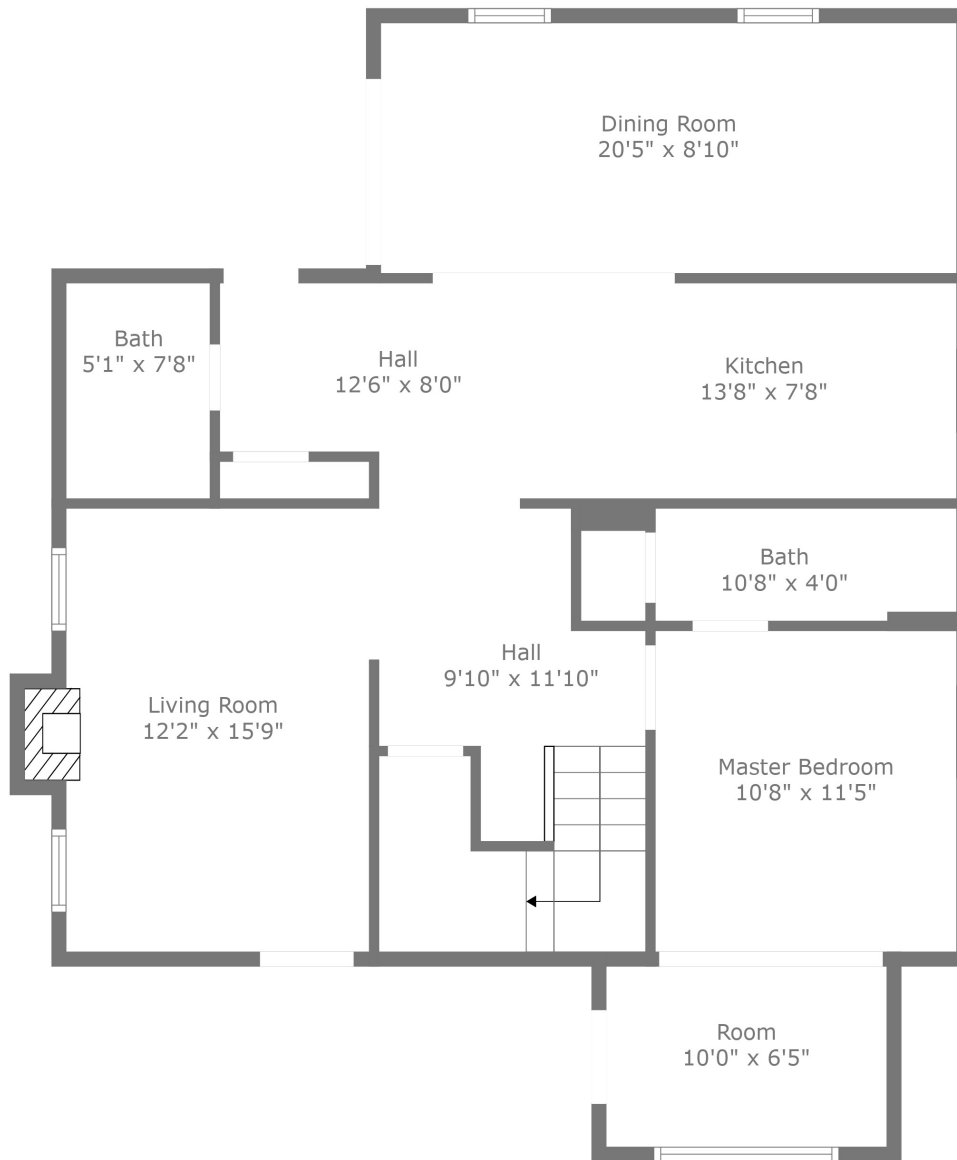 Dining Room
20'5" x 8'10"
Bath
5'1" x 7'8"
Hall
12'6" x 8'0"
Kitchen
13'8" x 7'8"
Bath
10'8" x 4'0"
Hall
9'10" x 11'10"
Living Room
12'2" x 15'9"
Master Bedroom
10'8" x 11'5"
Room
10'0" x 6'5"